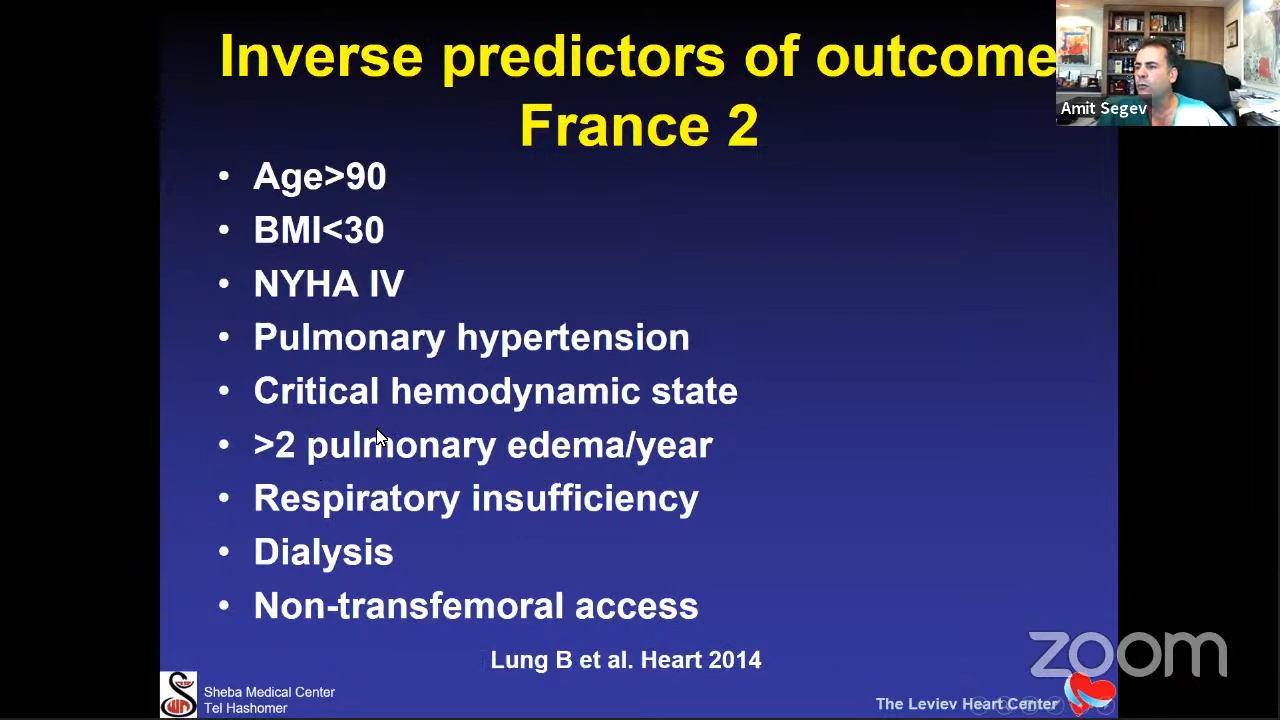 Inverse predictors of outcome
France 2
• Age>90
• BMI<30
• NYHA IV
• Pulmonary hypertension
• Critical hemodynamic state
• >2 pulmonary edema/year
• Respiratory insufficiency
• Dialysis
• Non-transfemoral access
Lung B et al. Heart 2014
Sheba Medical Center
Tel Hashomer
The Leviev Heart Center
Amit Segev
zoom